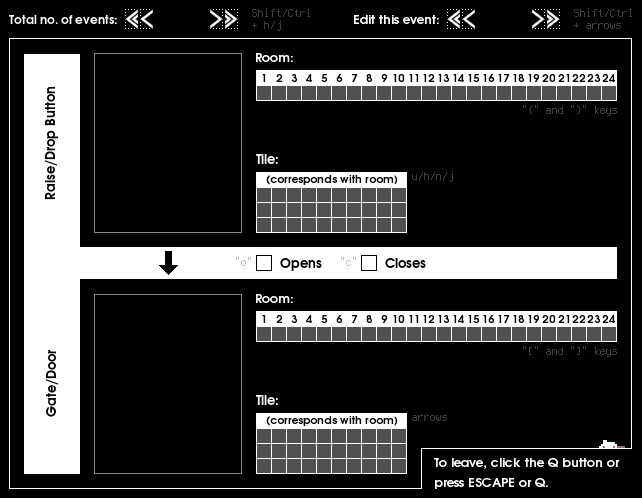 Total no. of events: Shift/Ctrl + h/j Edit this event: Shift/Ctrl + arrows
Raise/Drop Button
Room:
1 2 3 4 5 6 7 8 9 10 11 12 13 14 15 16 17 18 19 20 21 22 23 24
"{" and "}" keys
Tile:
(corresponds with room) u/h/n/j
"o" Opens "c" Closes
Gate/Door
Room:
1 2 3 4 5 6 7 8 9 10 11 12 13 14 15 16 17 18 19 20 21 22 23 24
"[" and "]" keys
Tile:
(corresponds with room) arrows
To leave, click the Q button or
press ESCAPE or Q.